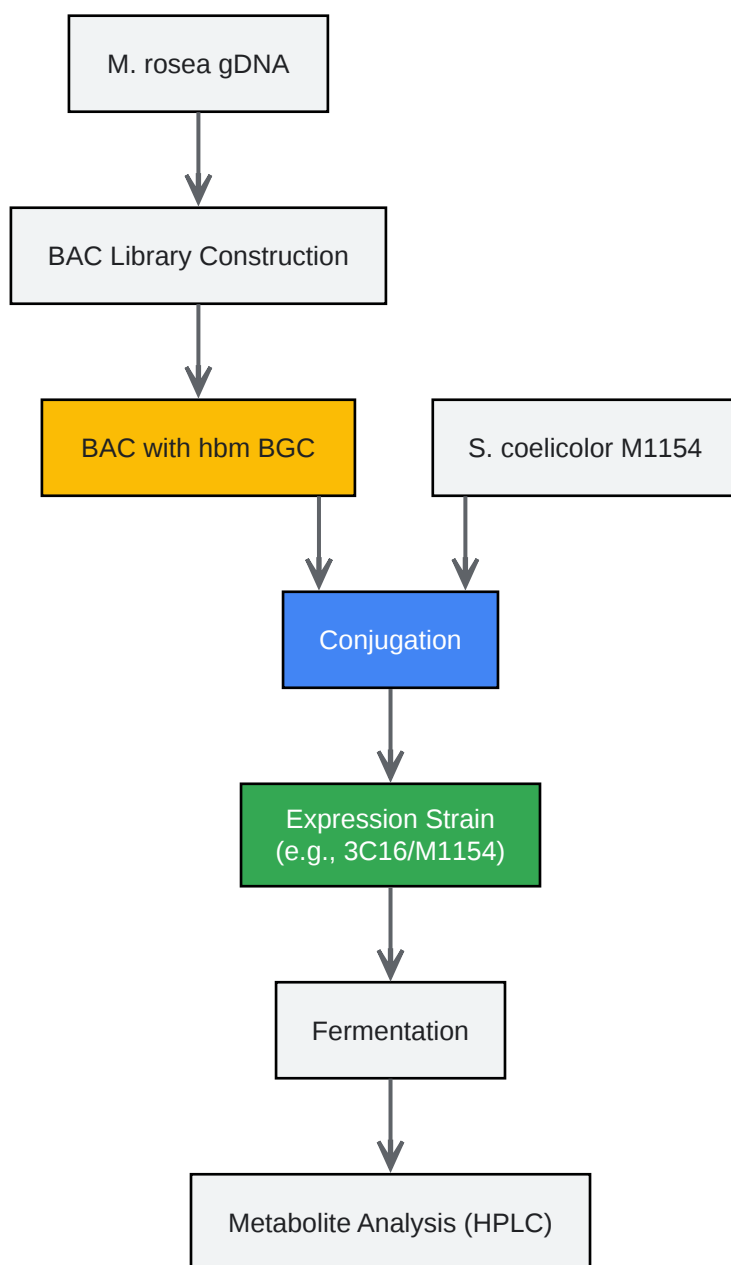 M. rosea gDNA
BAC Library Construction
BAC with hbm BGC
S. coelicolor M1154
Conjugation
Expression Strain
(e.g., 3C16/M1154)
Fermentation
Metabolite Analysis (HPLC)